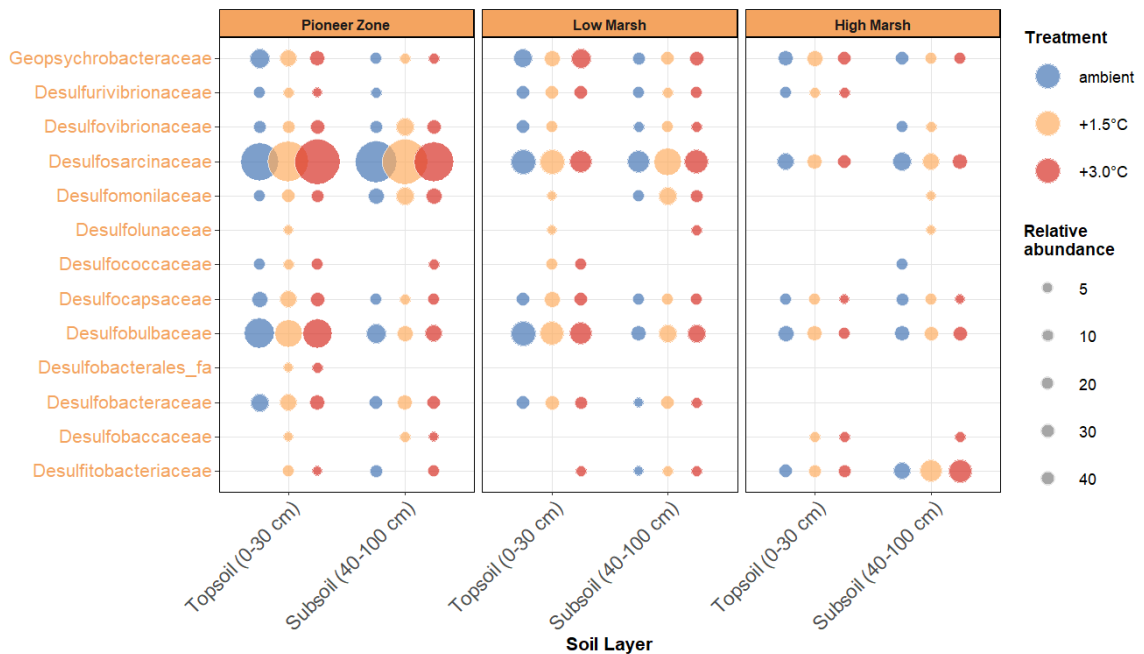 Pioneer Zone
Low Marsh
High Marsh
Geopsychrobacteraceae
Desulfurivibrionaceae
Desulfovibrionaceae
Desulfosarcinaceae
Desulfomonilaceae
Desulfolunaceae
Desulfococcaceae
Desulfocapsaceae
Desulfobulbaceae
Desulfobacterales_fa
Desulfobacteraceae
Desulfobaccaceae
Desulfitobacteriaceae
Topsoil (0-30 cm)
Subsoil (40-100 cm)
Topsoil (0-30 cm)
Subsoil (40-100 cm)
Topsoil (0-30 cm)
Subsoil (40-100 cm)
Soil Layer
Treatment
ambient
+1.5°C
+3.0°C
Relative
abundance
5
10
20
30
40